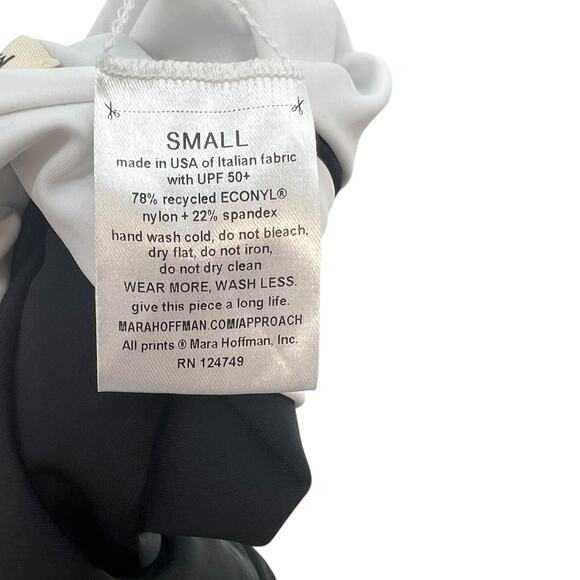 SMALL
made in USA of Italian fabric
with UPF 50+
78% recycled ECONYL®
nylon + 22% spandex
hand wash cold, do not bleach,
dry flat, do not iron,
do not dry clean
WEAR MORE, WASH LESS.
give this piece a long life.
MARAHOFFMAN.COM/APPROACH
All prints ® Mara Hoffman, Inc.
RN 124749